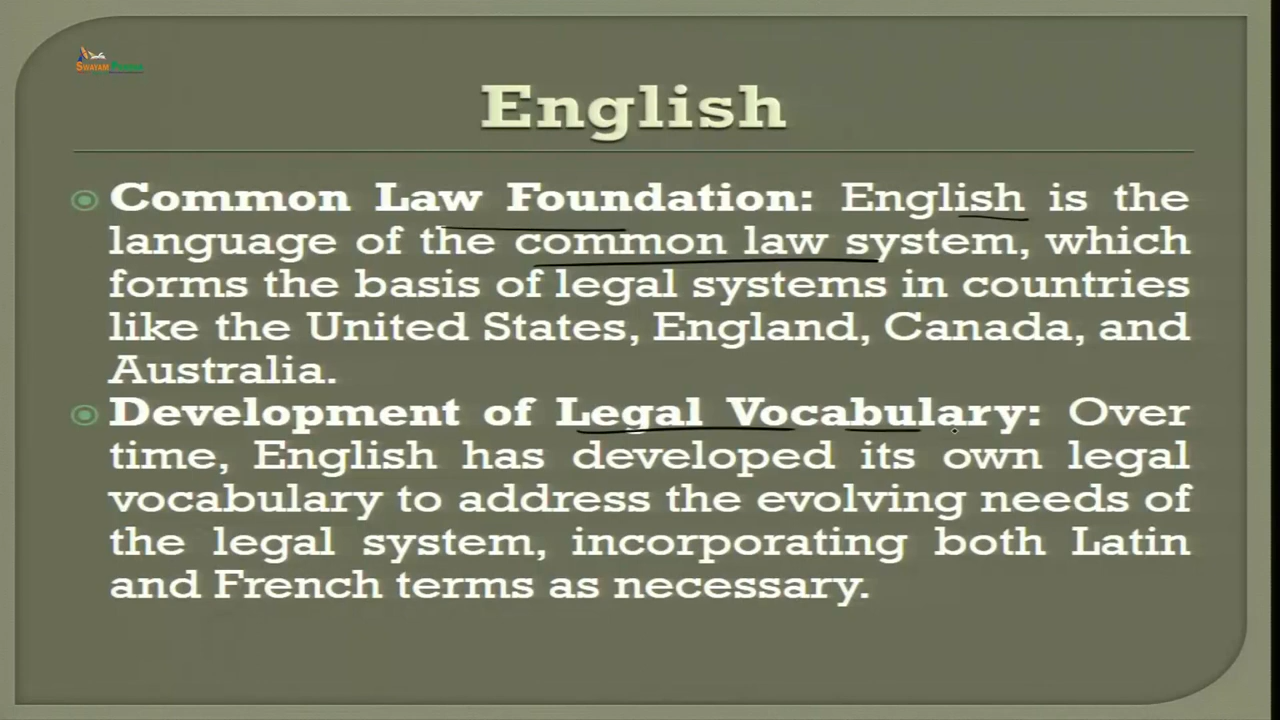 SWAYAM PRABHA
English
Common Law Foundation: English is the
language of the common law system, which
forms the basis of legal systems in countries
like the United States, England, Canada, and
Australia.
Development of Legal Vocabulary: Over
time, English has developed its own legal
vocabulary to address the evolving needs of
the legal system, incorporating both Latin
and French terms as necessary.